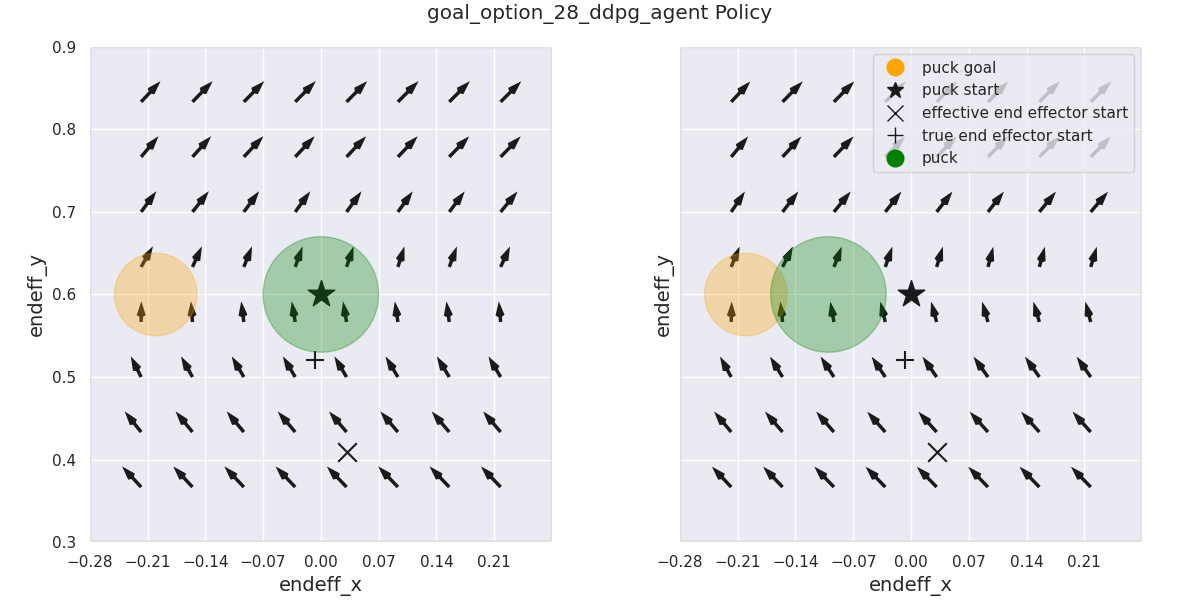 goal_option_28_ddpg_agent Policy
0.9
0.8
0.7
0.6
0.5
0.4
0.3
endeff_y
−0.28 −0.21 −0.14 −0.07 0.00 0.07 0.14 0.21
endeff_x
puck goal
puck start
effective end effector start
true end effector start
puck
endeff_y
−0.28 −0.21 −0.14 −0.07 0.00 0.07 0.14 0.21
endeff_x